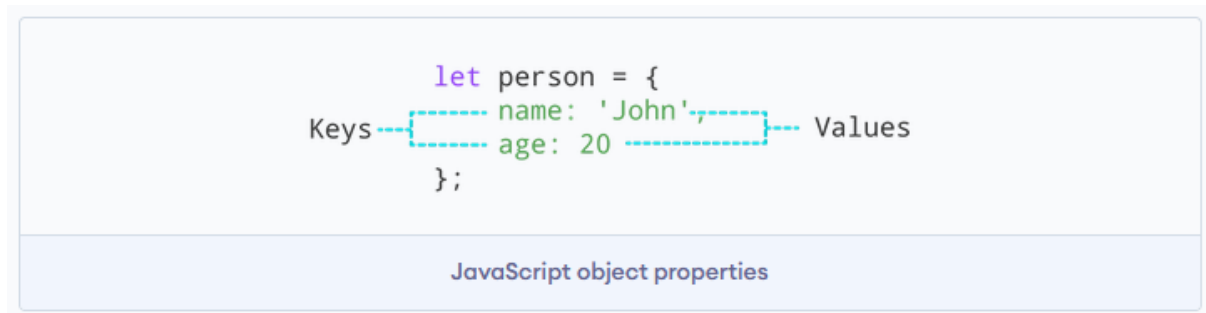 let person = {
name: 'John',
Keys
Values
age: 20
};
JavaScript object properties